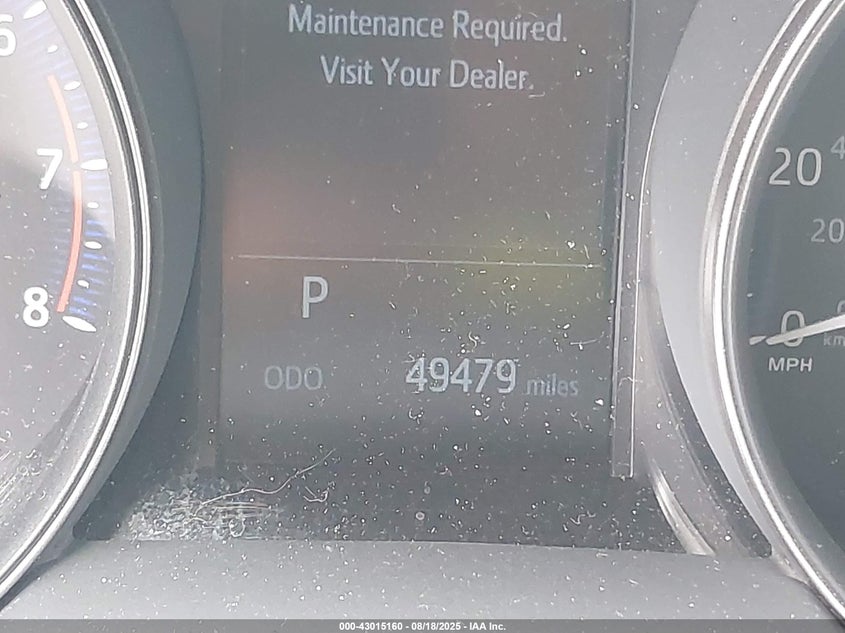 Maintenance Required.
Visit Your Dealer.
6
7
8
P
ODO 49479 miles
20
20
0
MPH
km
000-43015160 - 08/18/2025 - IAA Inc.